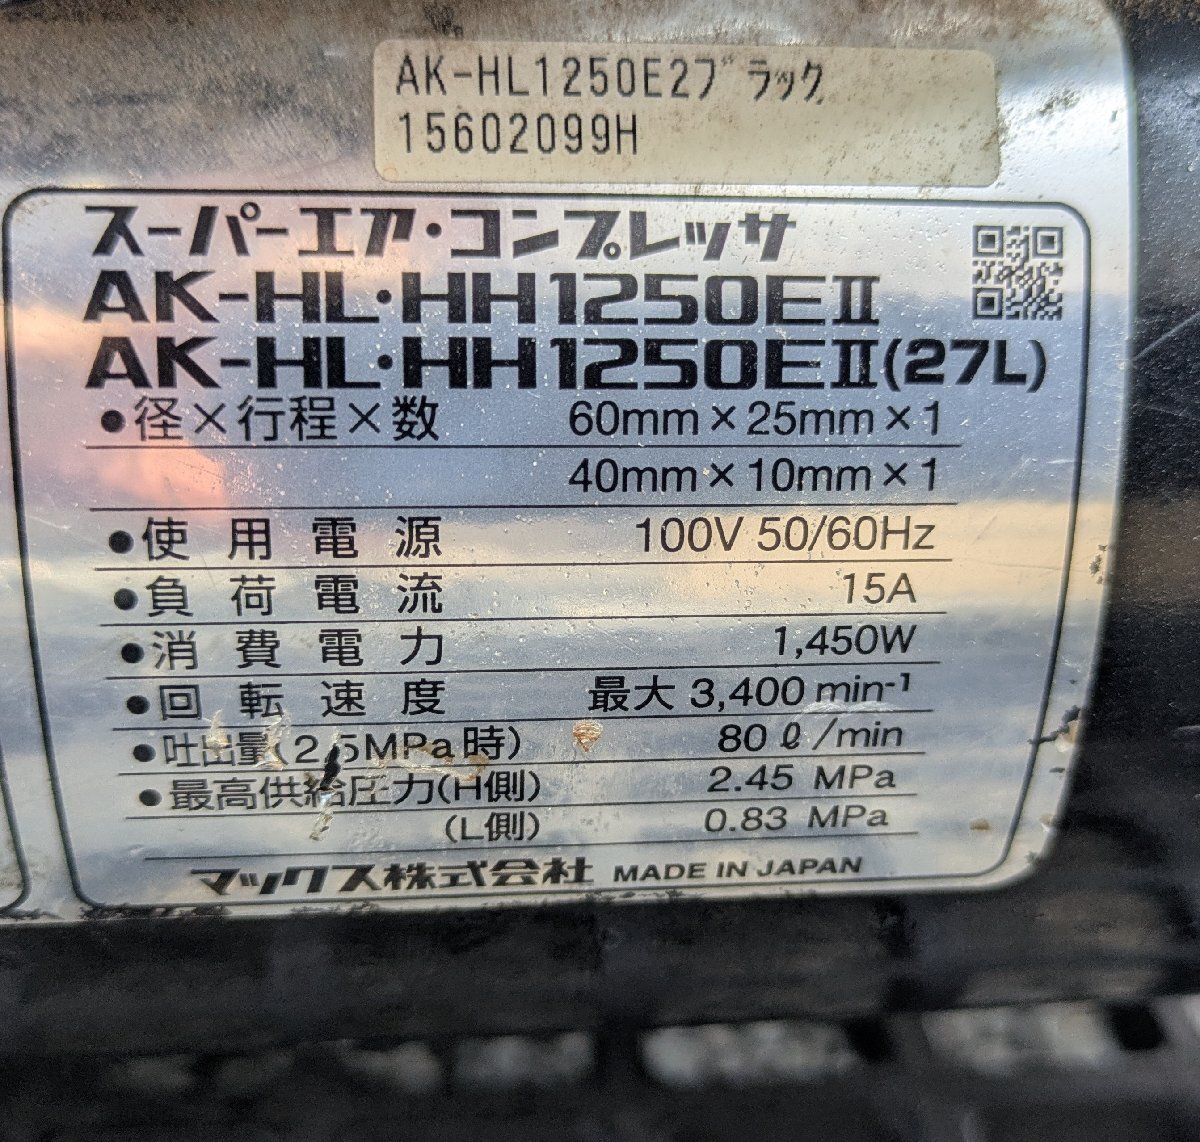 AK-HL1250E2ブラック
15602099H
スーパーエア・コンプレッサ
AK-HL・HH1250EⅡ
AK-HL・HH1250EⅡ(27L)
●径×行程×数 60mm×25mm×1
40mm×10mm×1
●使用電源 100V 50/60Hz
●負荷電流 15A
●消費電力 1,450W
●回転速度 最大 3,400 min-1
●吐出量(2.5MPa時) 80ℓ/min
●最高供給圧力(H側) 2.45 MPa
(L側) 0.83 MPa
マックス株式会社 MADE IN JAPAN